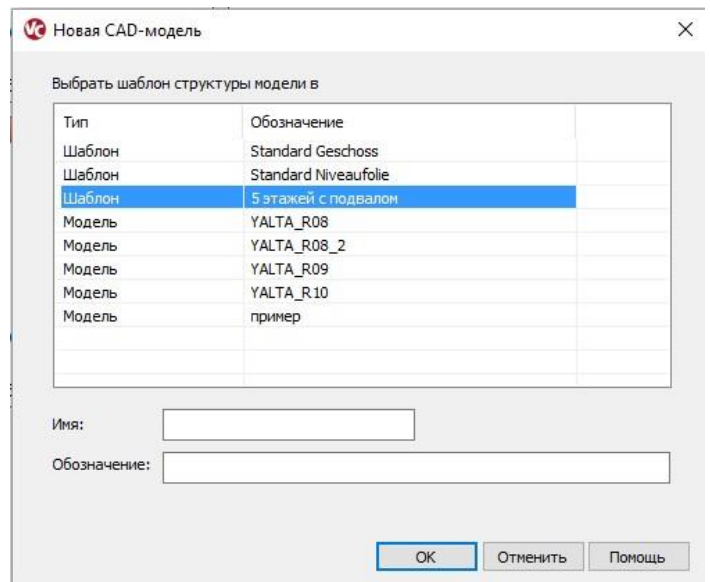 VC Новая CAD-модель
Выбрать шаблон структуры модели в
Тип Обозначение
Шаблон Standard Geschoss
Шаблон Standard Niveaufolie
Шаблон 5 этажей с подвалом
Модель YALTA_R08
Модель YALTA_R08_2
Модель YALTA_R09
Модель YALTA_R10
Модель пример
Имя:
Обозначение:
OK Отменить Помощь